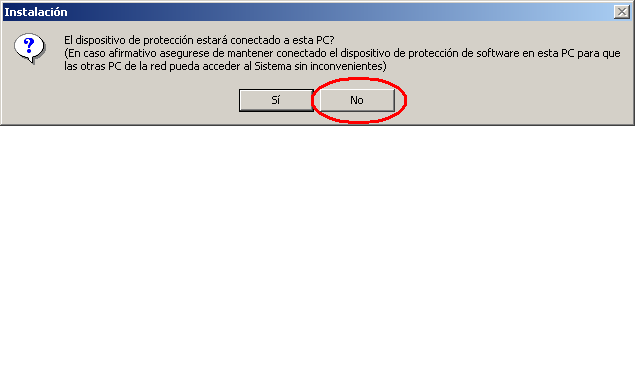 Instalación
El dispositivo de protección estará conectado a esta PC?
(En caso afirmativo asegurese de mantener conectado el dispositivo de protección de software en esta PC para que
las otras PC de la red pueda acceder al Sistema sin inconvenientes)
Sí
No